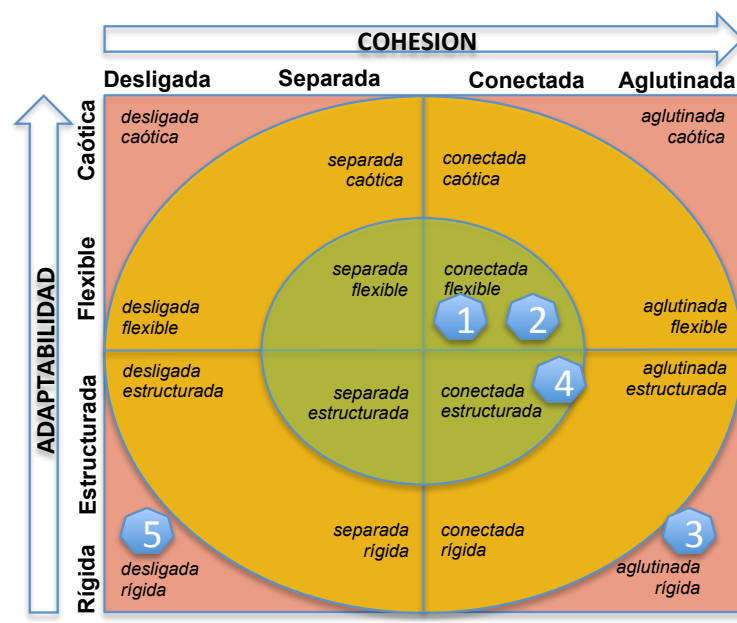 COHESION
Desligada
Separada
Conectada
Aglutinada
ADAPTABILIDAD
Caótica
Flexible
Estructurada
Rígida
desligada
caótica
separada
caótica
conectada
caótica
aglutinada
caótica
desligada
flexible
separada
flexible
conectada
flexible
aglutinada
flexible
1
2
desligada
estructurada
separada
estructurada
conectada
estructurada
aglutinada
estructurada
4
5
3
desligada
rígida
separada
rígida
conectada
rígida
aglutinada
rígida